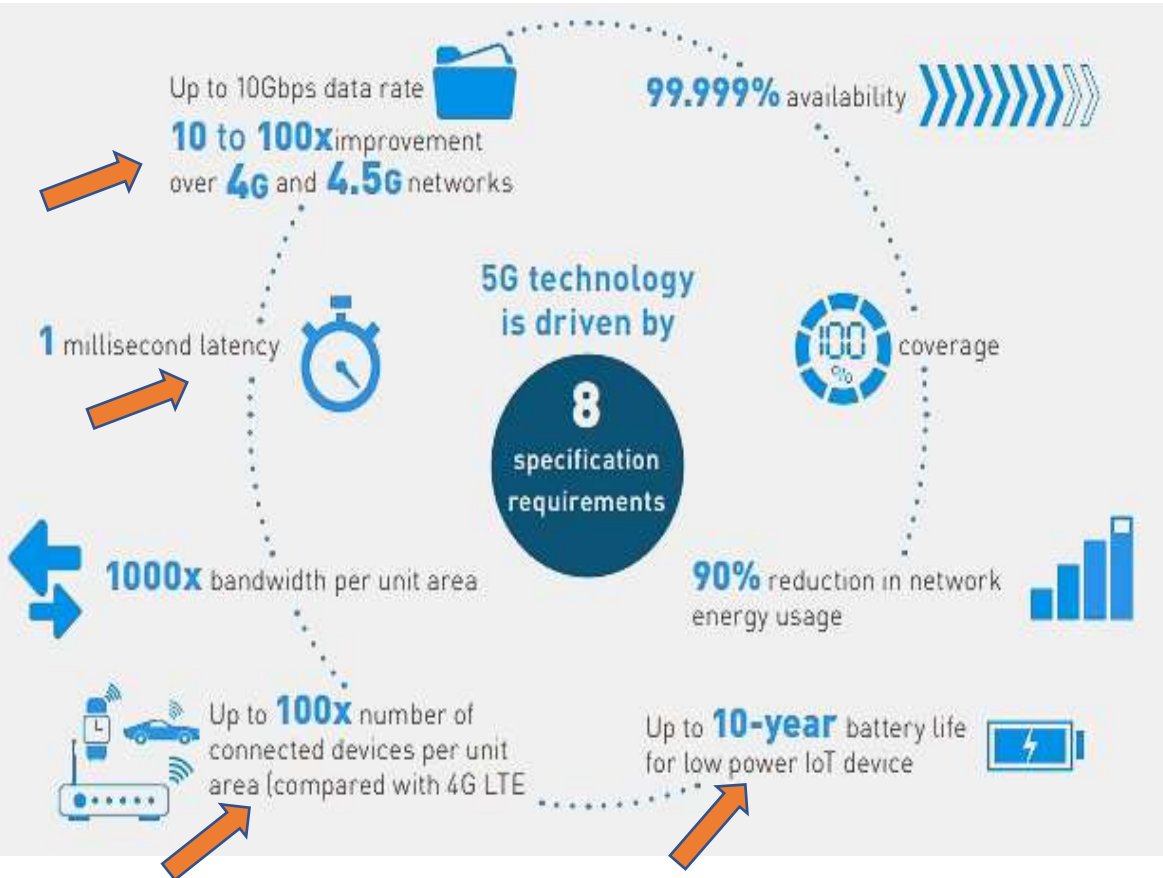 Up to 10Gbps data rate
10 to 100x improvement
over 4G and 4.5G networks
99.999% availability
5G technology
is driven by
8
specification
requirements
1 millisecond latency
100
%
coverage
1000x bandwidth per unit area
90% reduction in network
energy usage
Up to 100x number of
connected devices per unit
area (compared with 4G LTE
Up to 10-year battery life
for low power IoT device